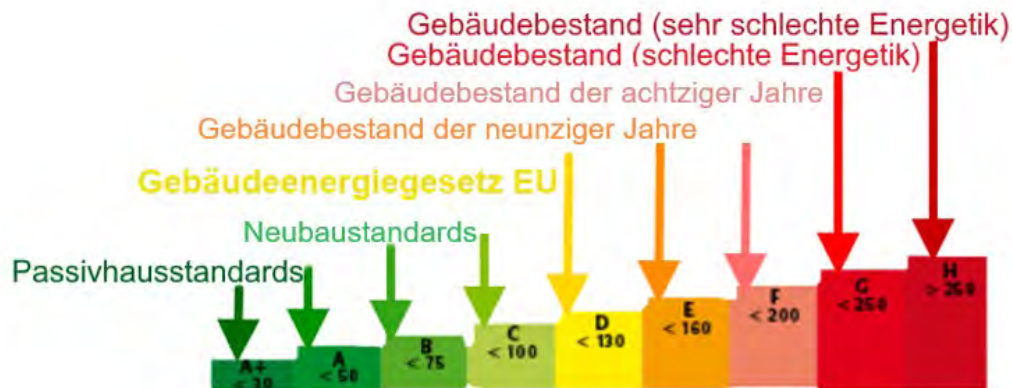 Gebäudebestand (sehr schlechte Energetik)
Gebäudebestand (schlechte Energetik)
Gebäudebestand der achtziger Jahre
Gebäudebestand der neunziger Jahre
Gebäudeenergiegesetz EU
Neubaustandards
Passivhausstandards
A+
< 30
A
< 50
B
< 75
C
< 100
D
< 130
E
< 160
F
< 200
G
< 250
H
> 250